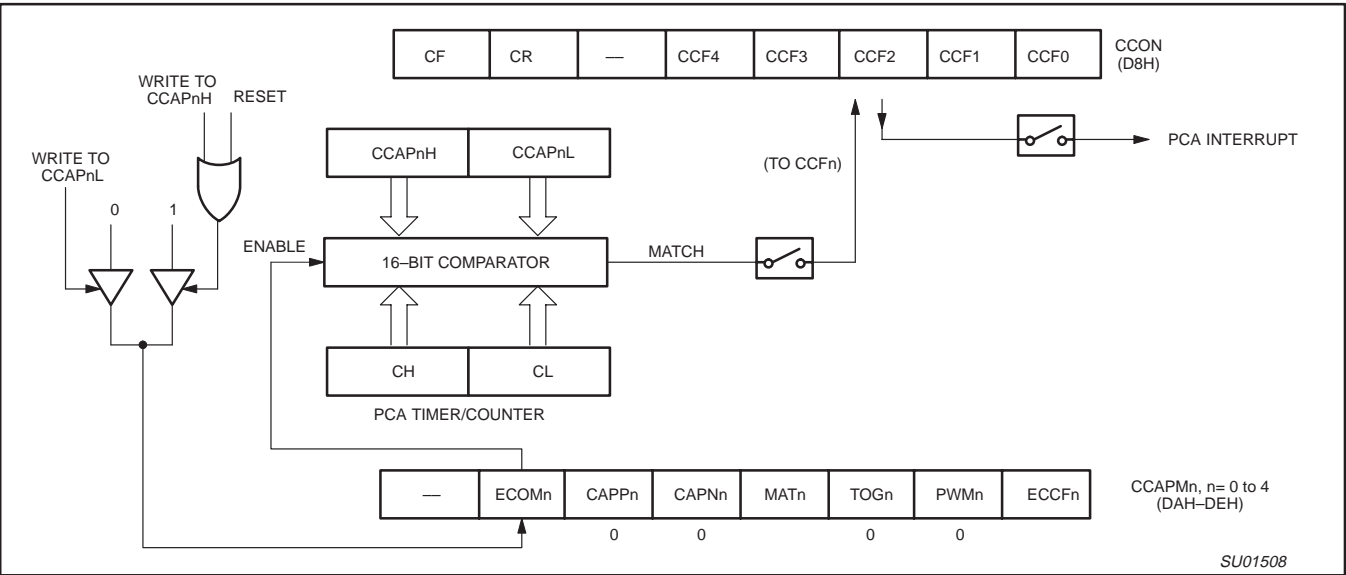 CF CR — CCF4 CCF3 CCF2 CCF1 CCF0
CCON
(D8H)
WRITE TO
CCAPnH
RESET
WRITE TO
CCAPnL
0 1
CCAPnH CCAPnL
(TO CCFn)
PCA INTERRUPT
ENABLE
16–BIT COMPARATOR
MATCH
CH CL
PCA TIMER/COUNTER
— ECOMn CAPPn CAPNn MATn TOGn PWMn ECCFn
CCAPMn, n= 0 to 4
(DAH–DEH)
0 0 0 0
SU01508